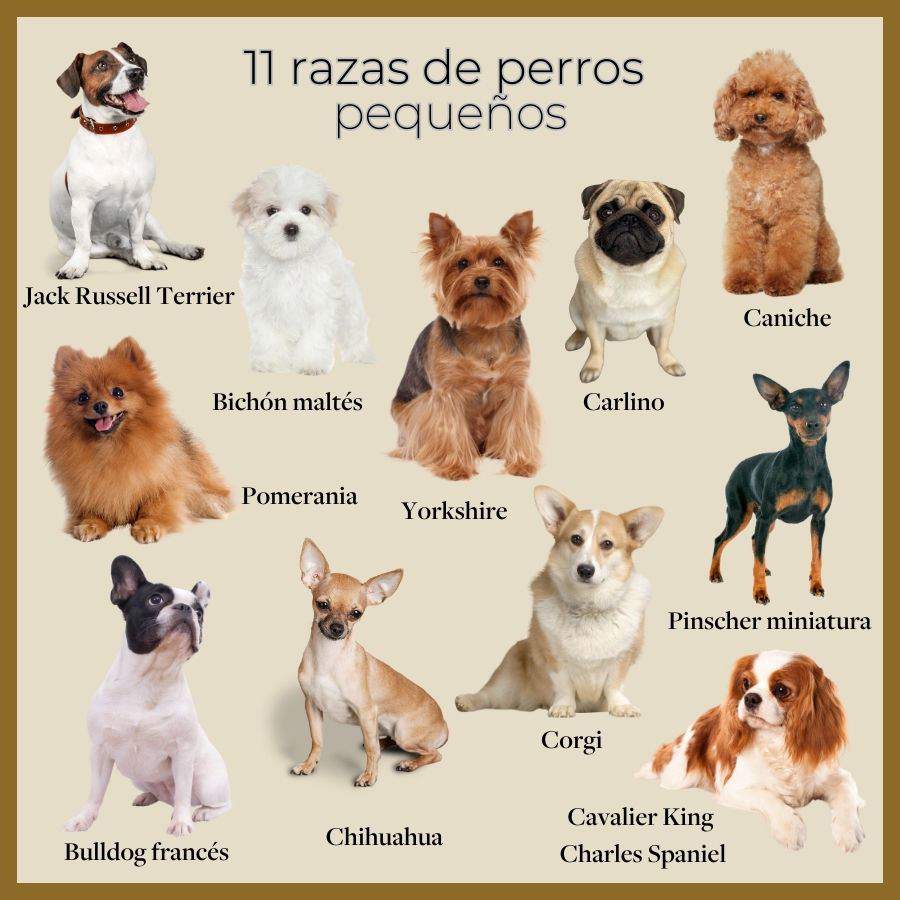 11 razas de perros
pequeños
Jack Russell Terrier
Caniche
Bichón maltés
Carlino
Pomerania
Yorkshire
Pinscher miniatura
Corgi
Cavalier King
Charles Spaniel
Chihuahua
Bulldog francés